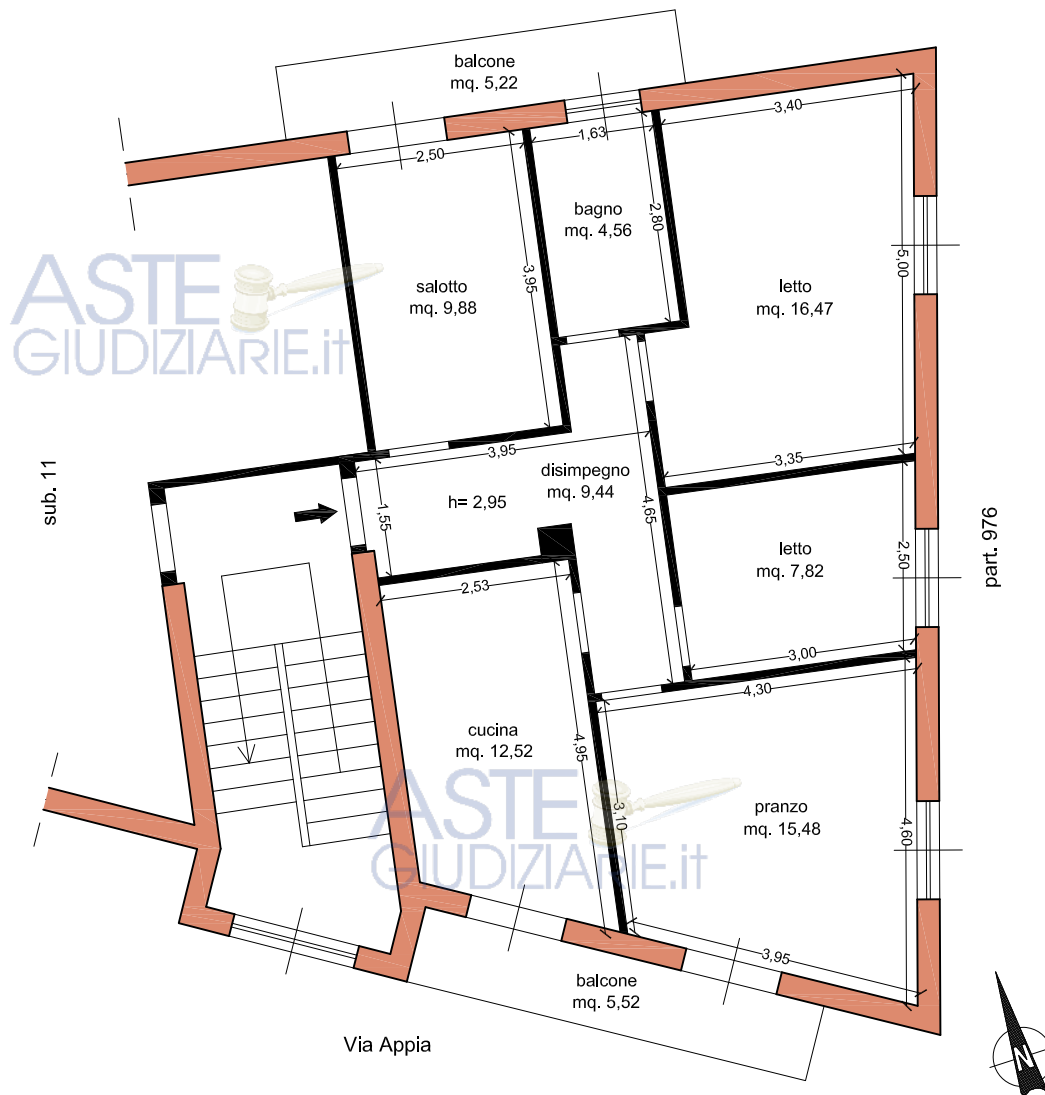 balcone
mq. 5,22
2,50
1,63
3,40
bagno
mq. 4,56
2,80
3,95
5,00
salotto
mq. 9,88
letto
mq. 16,47
ASTE
GIUDIZIARIE.it
sub. 11
3,95
3,35
disimpegno
mq. 9,44
h= 2,95
1,55
4,65
letto
mq. 7,82
2,50
part. 976
2,53
3,00
4,30
cucina
mq. 12,52
4,95
3,10
pranzo
mq. 15,48
4,60
ASTE
GIUDIZIARIE.it
3,95
balcone
mq. 5,52
Via Appia
N